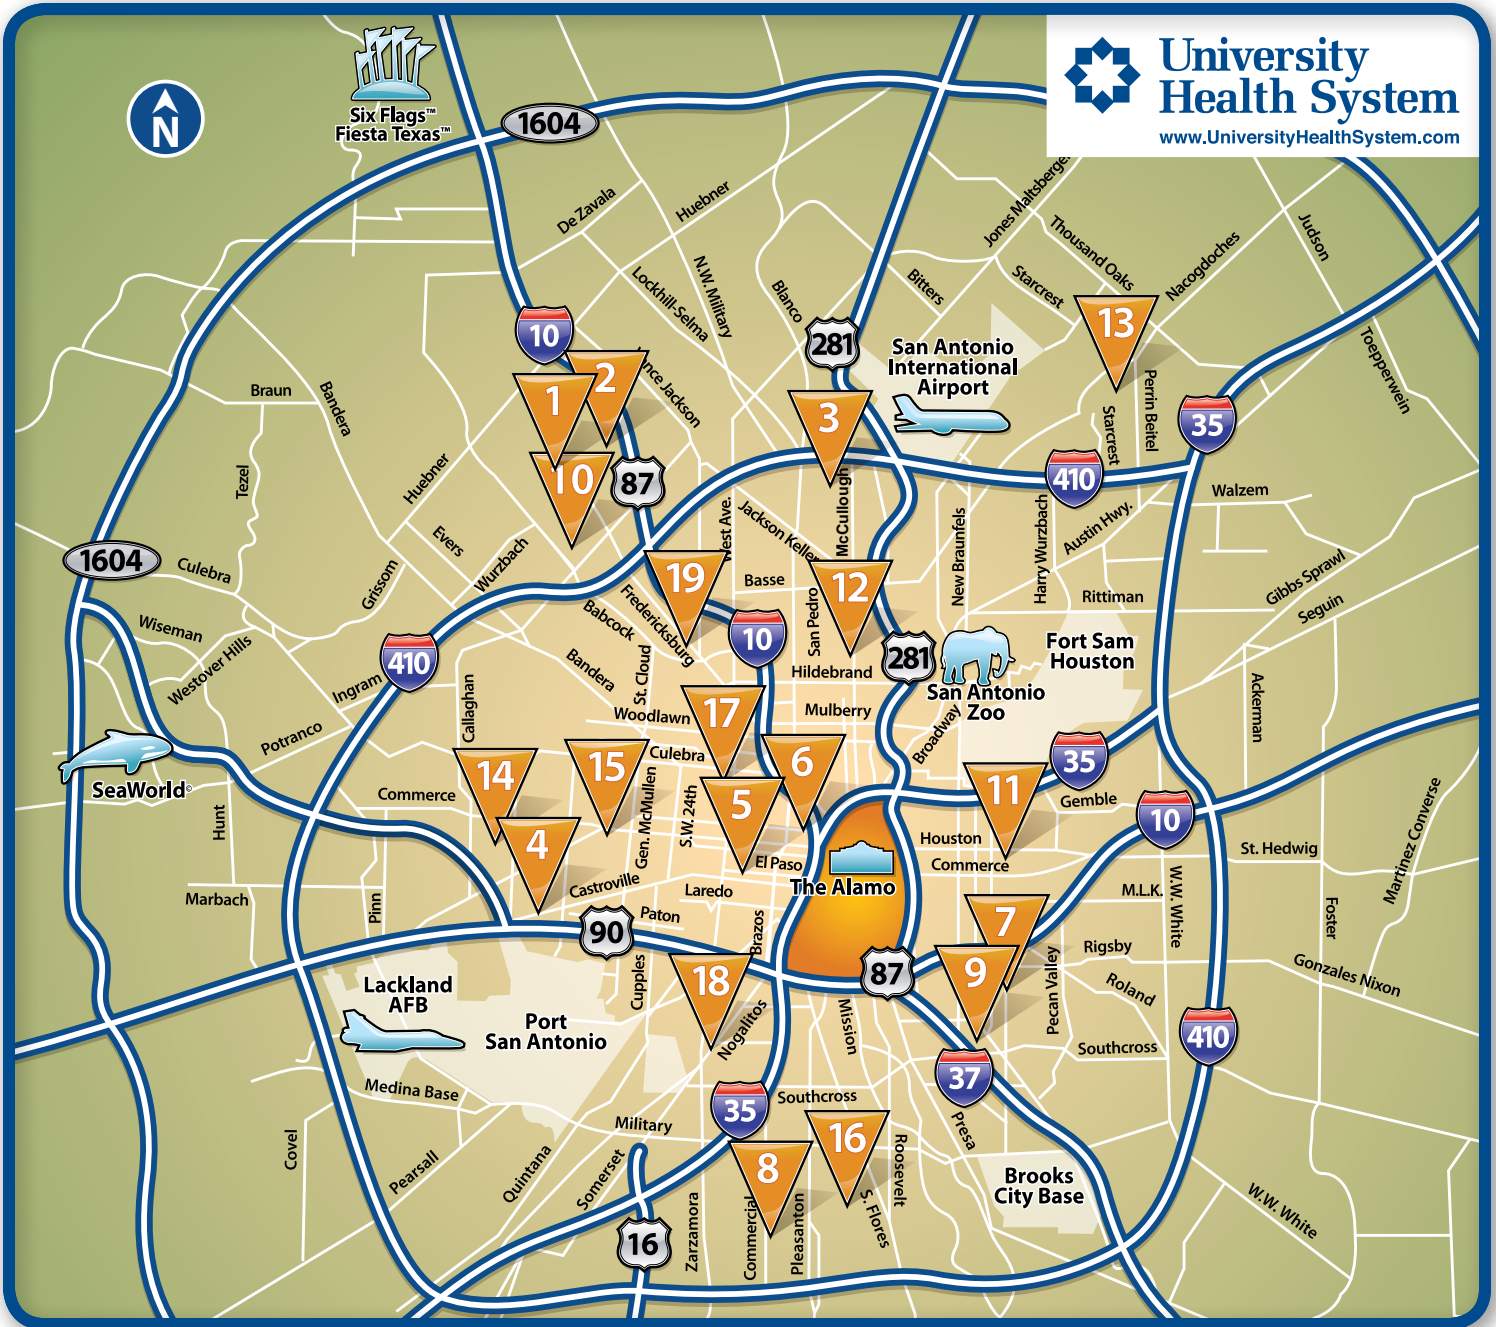 University
Health System
www.UniversityHealthSystem.com
N
Six Flags™
Fiesta Texas™
1604
De Zavala
Huebner
Jones Maltsberger
Thousand Oaks
Judson
Nacogdoches
Starcrest
Bitters
N.W. Military
Lockhill-Selma
Blanco
10
281
13
San Antonio
International
Airport
Toepperwein
2
1
Braun
Bandera
3
Perrin Beitel
Starcrest
35
Huebner
Tezel
10
87
410
Walzem
McCullough
West Ave.
Jackson Keller
New Braunfels
Harry Wurzbach
Austin Hwy.
Evers
Wurzbach
1604
Culebra
Grissom
19
Basse
12
Rittiman
Gibbs Sprawl
Seguin
Fredericksburg
Babcock
San Pedro
Wiseman
Westover Hills
410
10
281
Fort Sam
Houston
San Antonio
Zoo
Hildebrand
Bandera
St. Cloud
Ingram
Callaghan
Woodlawn
17
Mulberry
Broadway
Ackerman
Potranco
SeaWorld©
14
15
Culebra
6
35
11
Gemble
10
Commerce
Hunt
4
Gen. McMullen
S.W. 24th
5
Houston
Commerce
St. Hedwig
Martinez Converse
El Paso
The Alamo
Castroville
Laredo
Marbach
Pinn
M.L.K.
W.W. White
Foster
7
90
Paton
Brazos
Rigsby
87
9
Pecan Valley
Roland
Gonzales Nixon
Lackland
AFB
Port
San Antonio
Cupples
18
Nogalitos
Mission
Southcross
410
37
Medina Base
35
Southcross
Military
16
Presa
Covel
Pearsall
Quintana
Somerset
8
Roosevelt
Brooks
City Base
W.W. White
S. Flores
16
Zarzamora
Commercial
Pleasanton